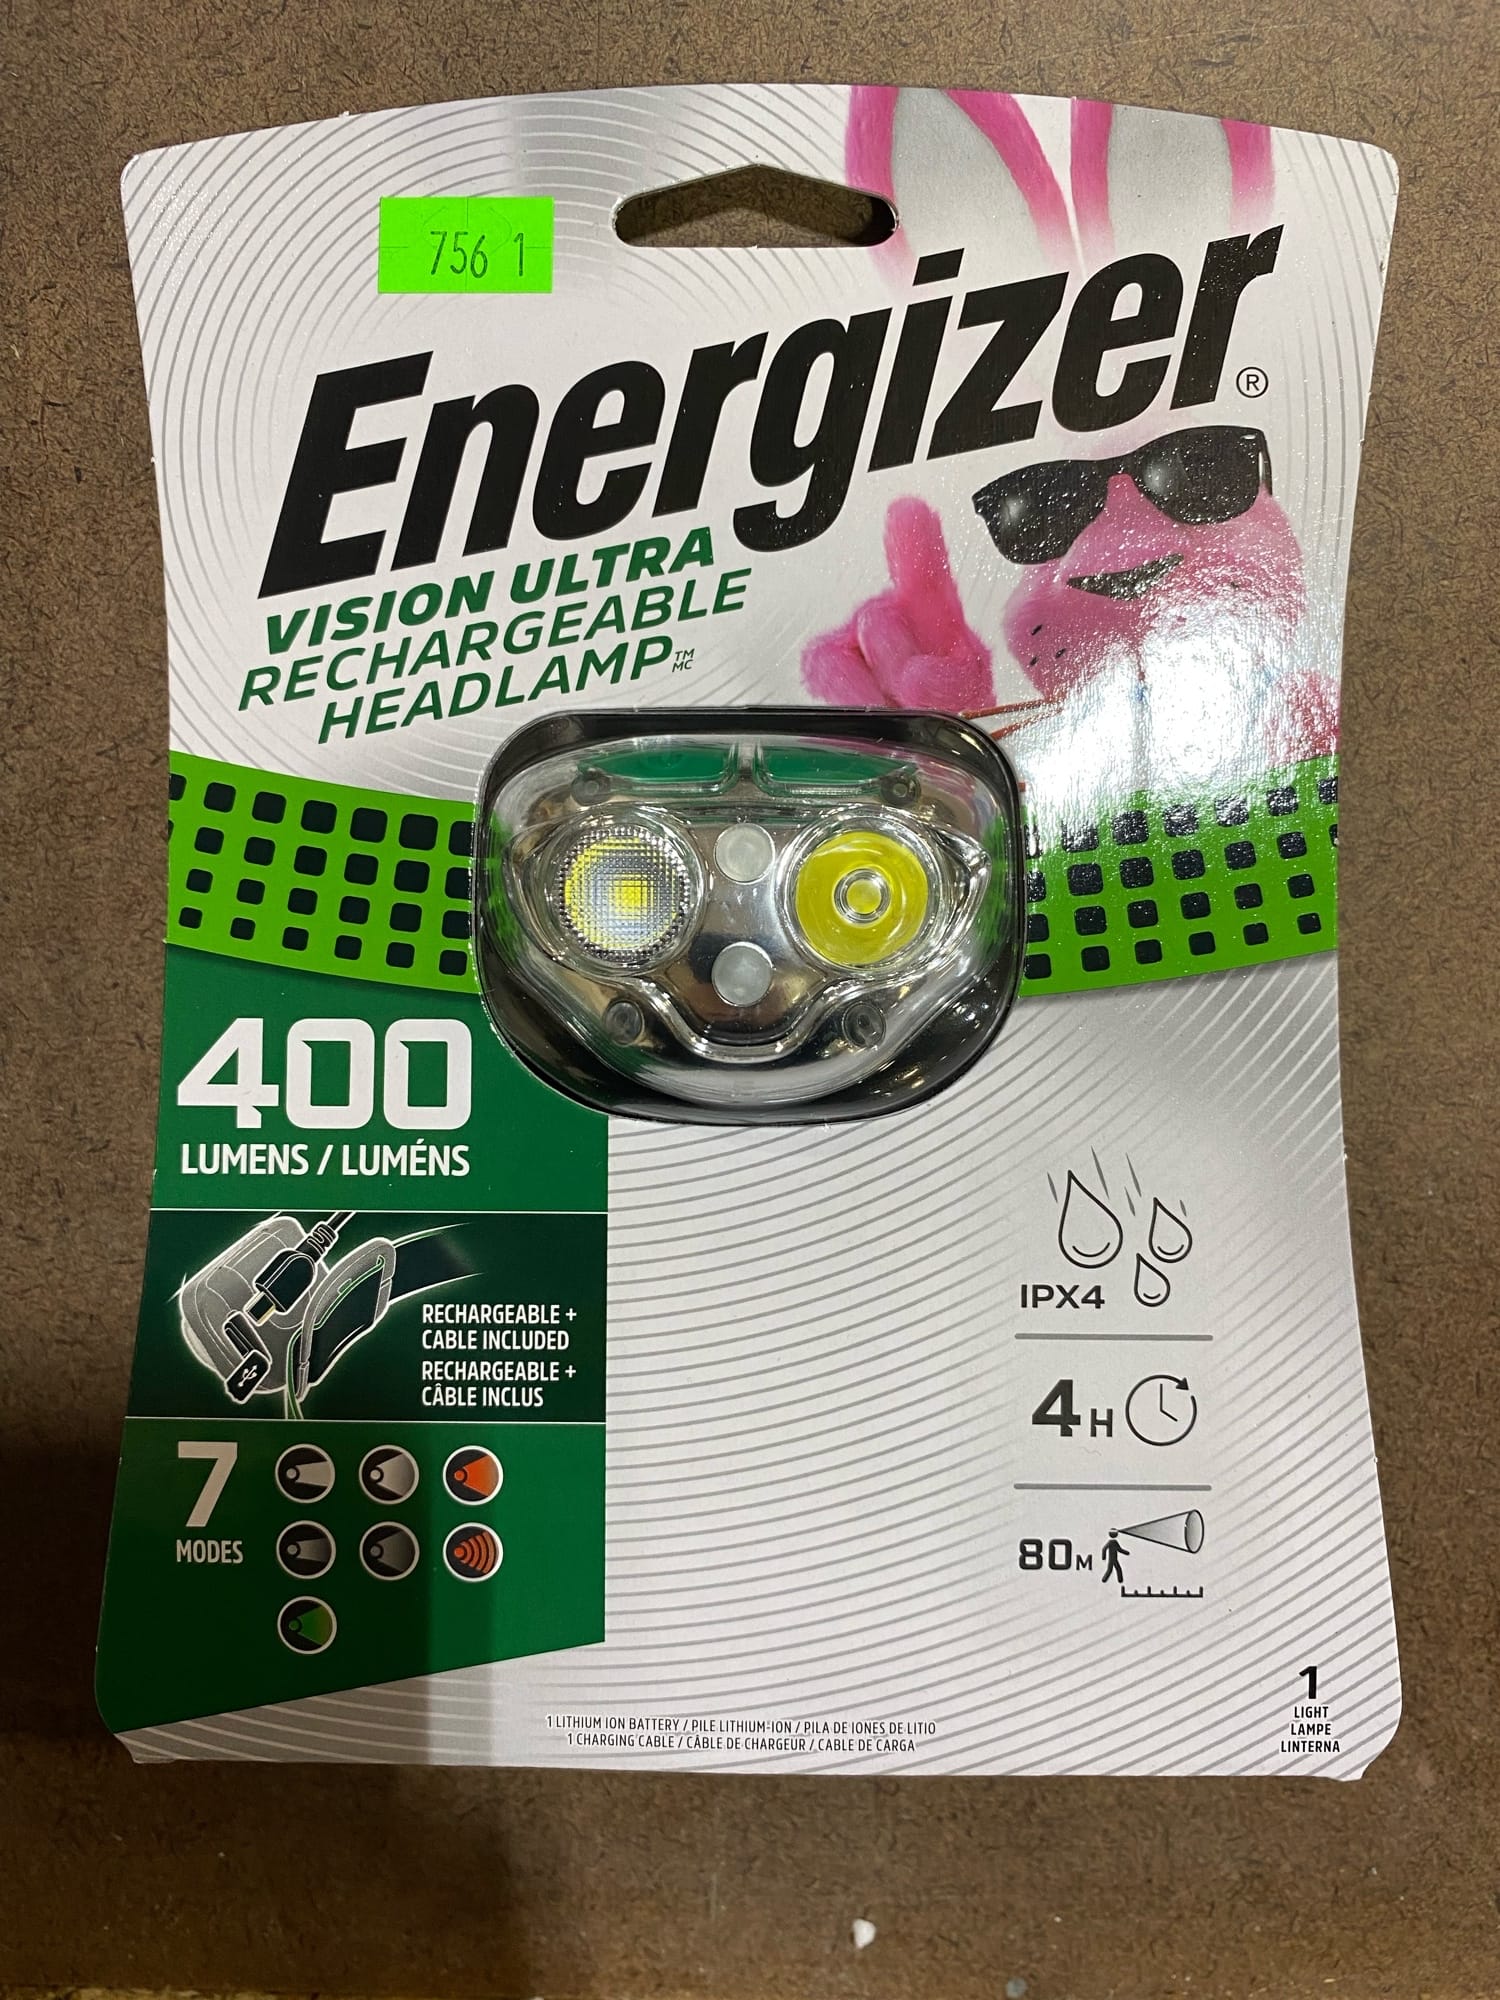 756 1
Energizer®
VISION ULTRA
RECHARGEABLE
HEADLAMP™ MC
400
LUMENS / LUMÉNS
RECHARGEABLE +
CABLE INCLUDED
RECHARGEABLE +
CÂBLE INCLUS
7
MODES
IPX4
4H
80M
1 LITHIUM ION BATTERY / PILE LITHIUM-ION / PILA DE IONES DE LITIO
1 CHARGING CABLE / CÂBLE DE CHARGEUR / CABLE DE CARGA
1
LIGHT
LAMPE
LINTERNA